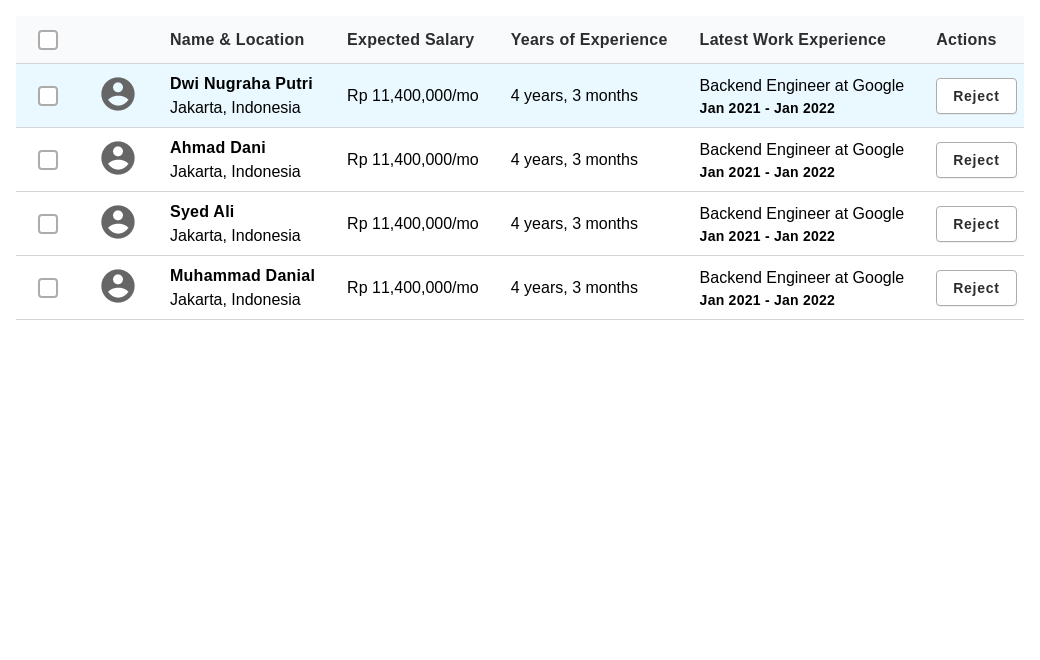 Name & Location Expected Salary Years of Experience Latest Work Experience Actions
Dwi Nugraha Putri
Jakarta, Indonesia
Rp 11,400,000/mo
4 years, 3 months
Backend Engineer at Google
Jan 2021 - Jan 2022
Reject
Ahmad Dani
Jakarta, Indonesia
Rp 11,400,000/mo
4 years, 3 months
Backend Engineer at Google
Jan 2021 - Jan 2022
Reject
Syed Ali
Jakarta, Indonesia
Rp 11,400,000/mo
4 years, 3 months
Backend Engineer at Google
Jan 2021 - Jan 2022
Reject
Muhammad Danial
Jakarta, Indonesia
Rp 11,400,000/mo
4 years, 3 months
Backend Engineer at Google
Jan 2021 - Jan 2022
Reject